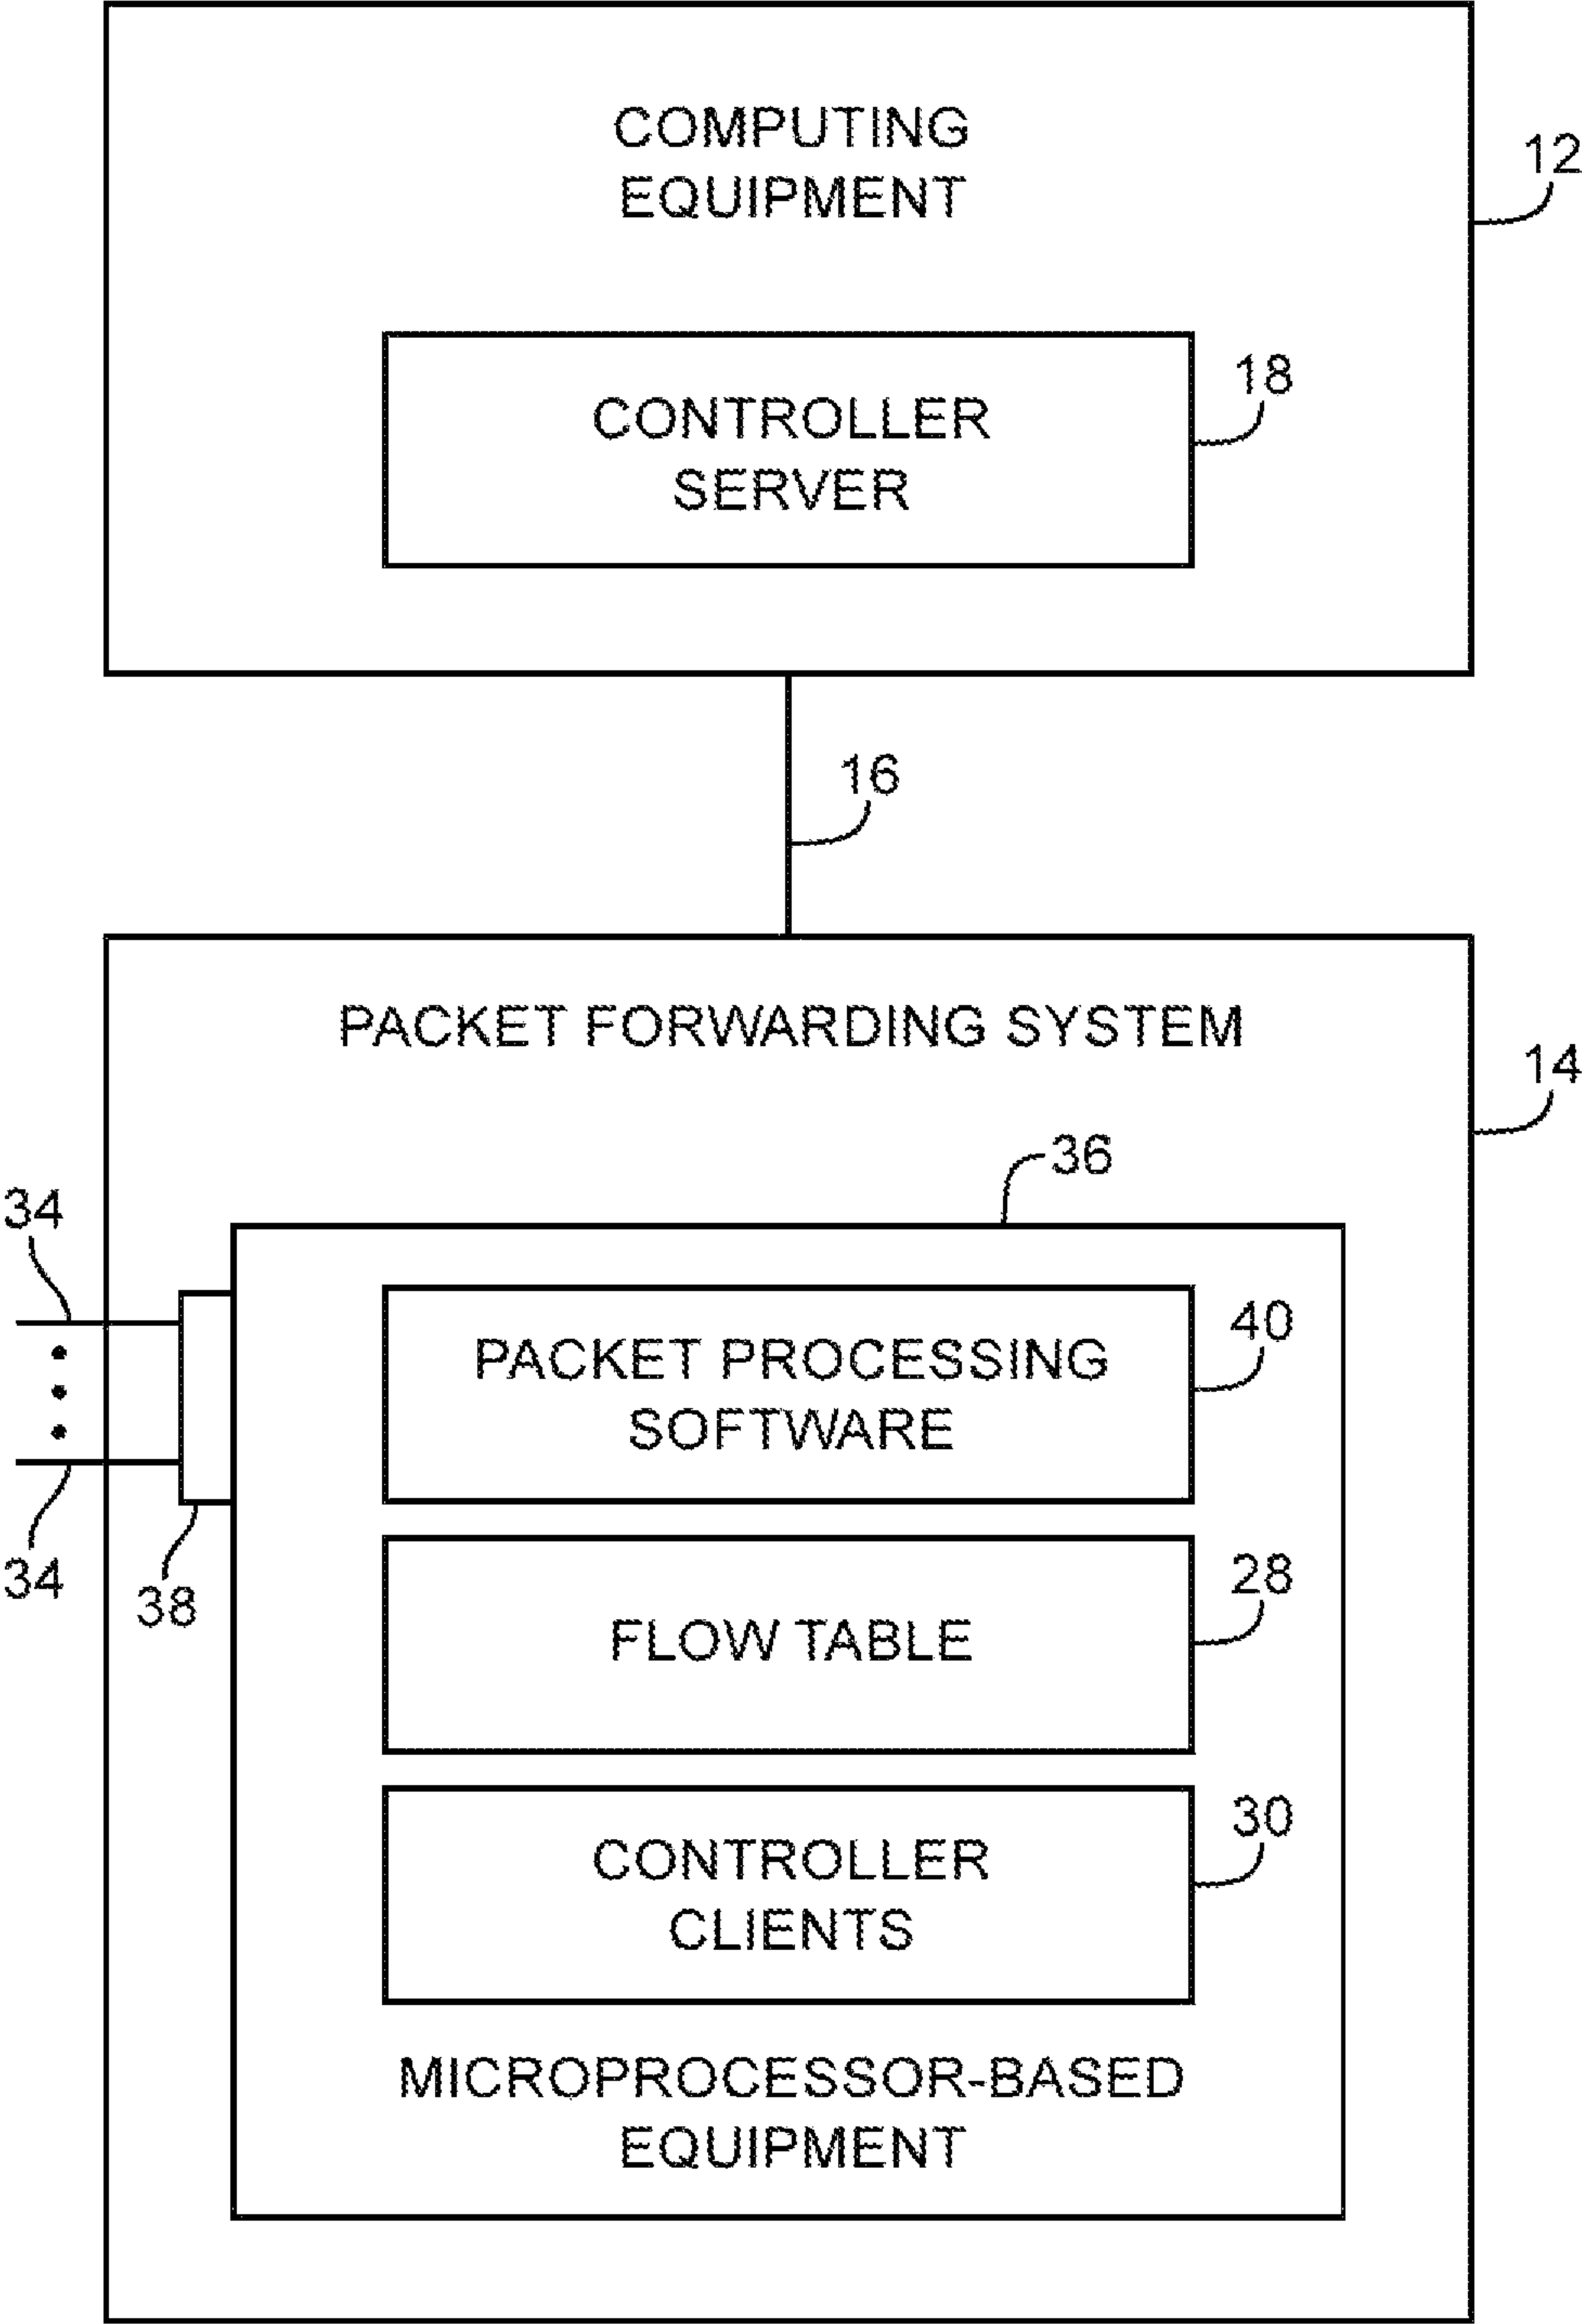 COMPUTING
EQUIPMENT
12
CONTROLLER
SERVER
18
16
PACKET FORWARDING SYSTEM
14
36
34
PACKET PROCESSING
SOFTWARE
40
34
38
FLOW TABLE
28
CONTROLLER
CLIENTS
30
MICROPROCESSOR-BASED
EQUIPMENT